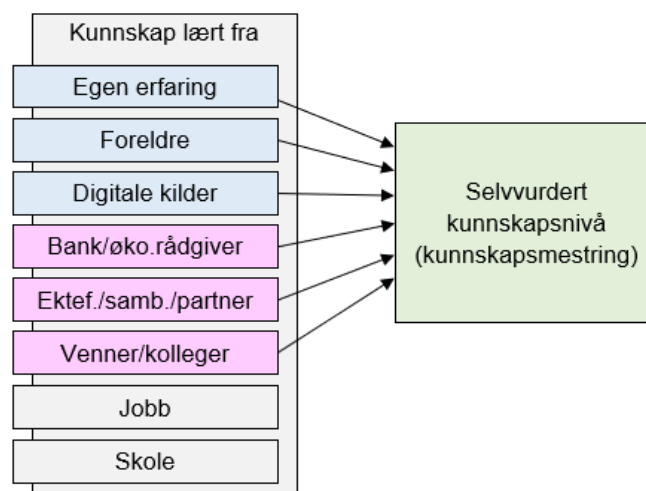 Kunnskap lært fra
Egen erfaring
Foreldre
Digitale kilder
Bank/øko.rådgiver
Ektef./samb./partner
Venner/kolleger
Jobb
Skole
Selvvurdert
kunnskapsnivå
(kunnskapsmestring)